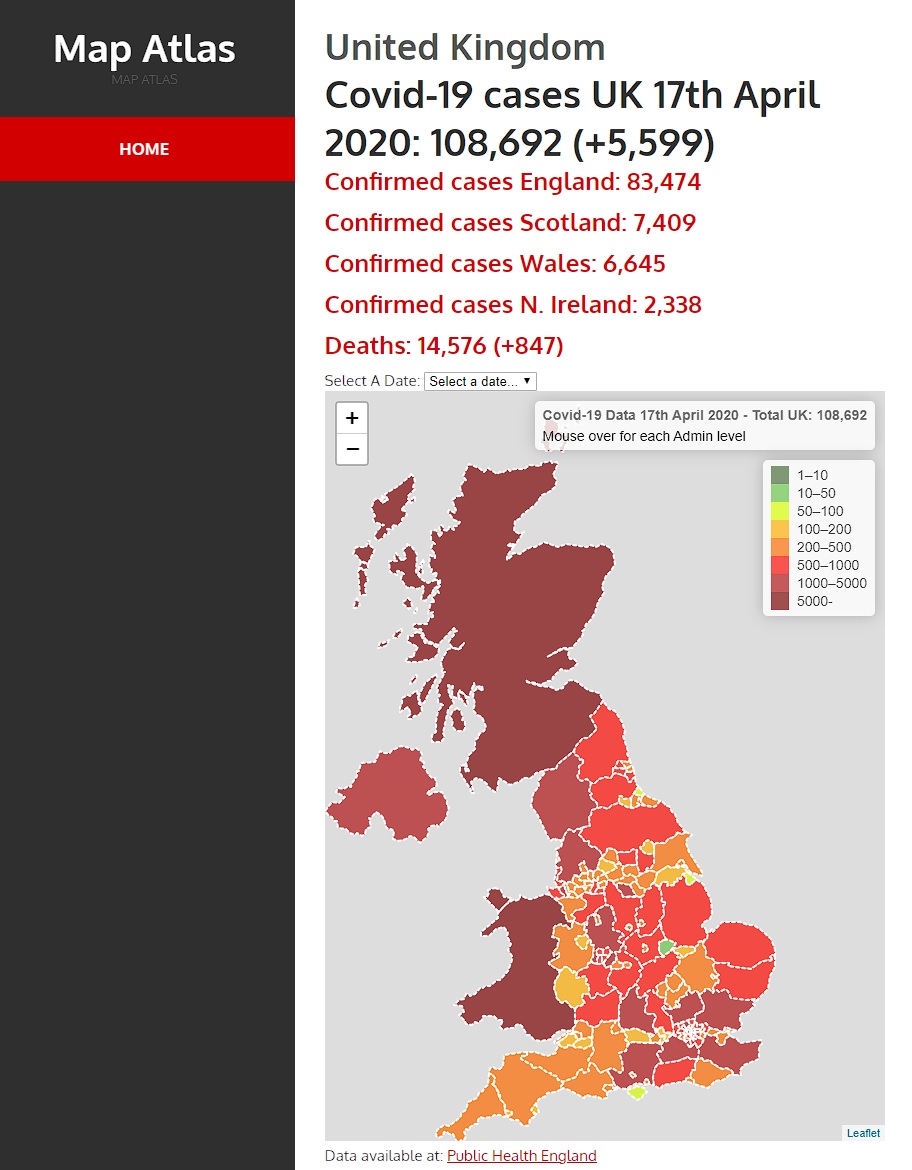 Map Atlas
MAP ATLAS
HOME
United Kingdom
Covid-19 cases UK 17th April
2020: 108,692 (+5,599)
Confirmed cases England: 83,474
Confirmed cases Scotland: 7,409
Confirmed cases Wales: 6,645
Confirmed cases N. Ireland: 2,338
Deaths: 14,576 (+847)
Select A Date: Select a date...
+
−
Covid-19 Data 17th April 2020 - Total UK: 108,692
Mouse over for each Admin level
1–10
10–50
50–100
100–200
200–500
500–1000
1000–5000
5000-
Leaflet
Data available at: Public Health England